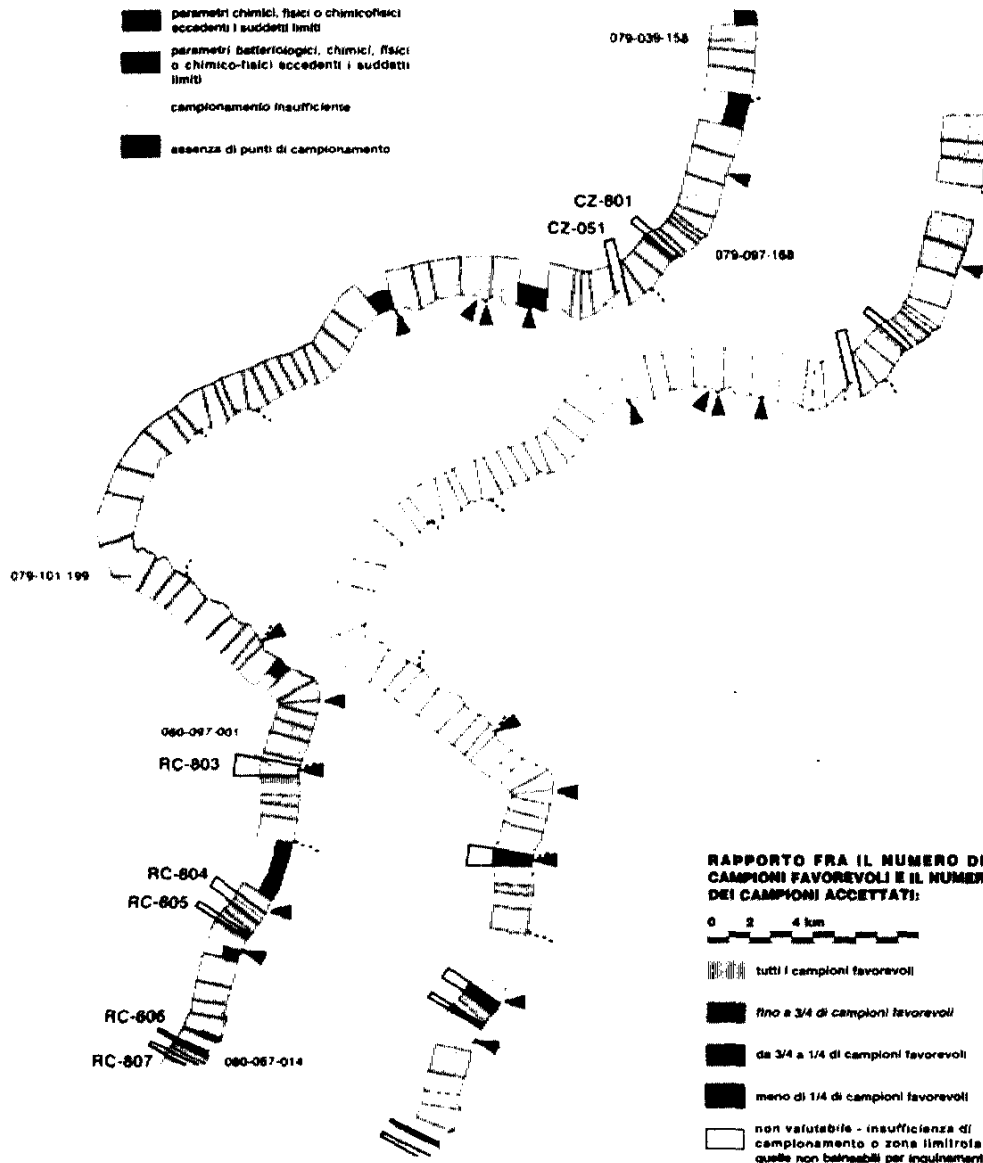 parametri chimici, fisici o chimicofisici
eccedenti i suddetti limiti
parametri batteriologici, chimici, fisici
o chimico-fisici eccedenti i suddetti
limiti
campionamento insufficiente
assenza di punti di campionamento
079-039-158
CZ-801
CZ-051
079-097-168
079-101 199
080-097-001
RC-803
RC-804
RC-605
RC-606
RC-807
080-067-014
RAPPORTO FRA IL NUMERO DE
CAMPIONI FAVOREVOLI E IL NUMER
DEI CAMPIONI ACCETTATI:
0 2 4 km
tutti i campioni favorevoli
fino a 3/4 di campioni favorevoli
da 3/4 a 1/4 di campioni favorevoli
meno di 1/4 di campioni favorevoli
non valutabile - insufficienza di
campionamento o zona limitrofa
quelle non balneabili per inquinament